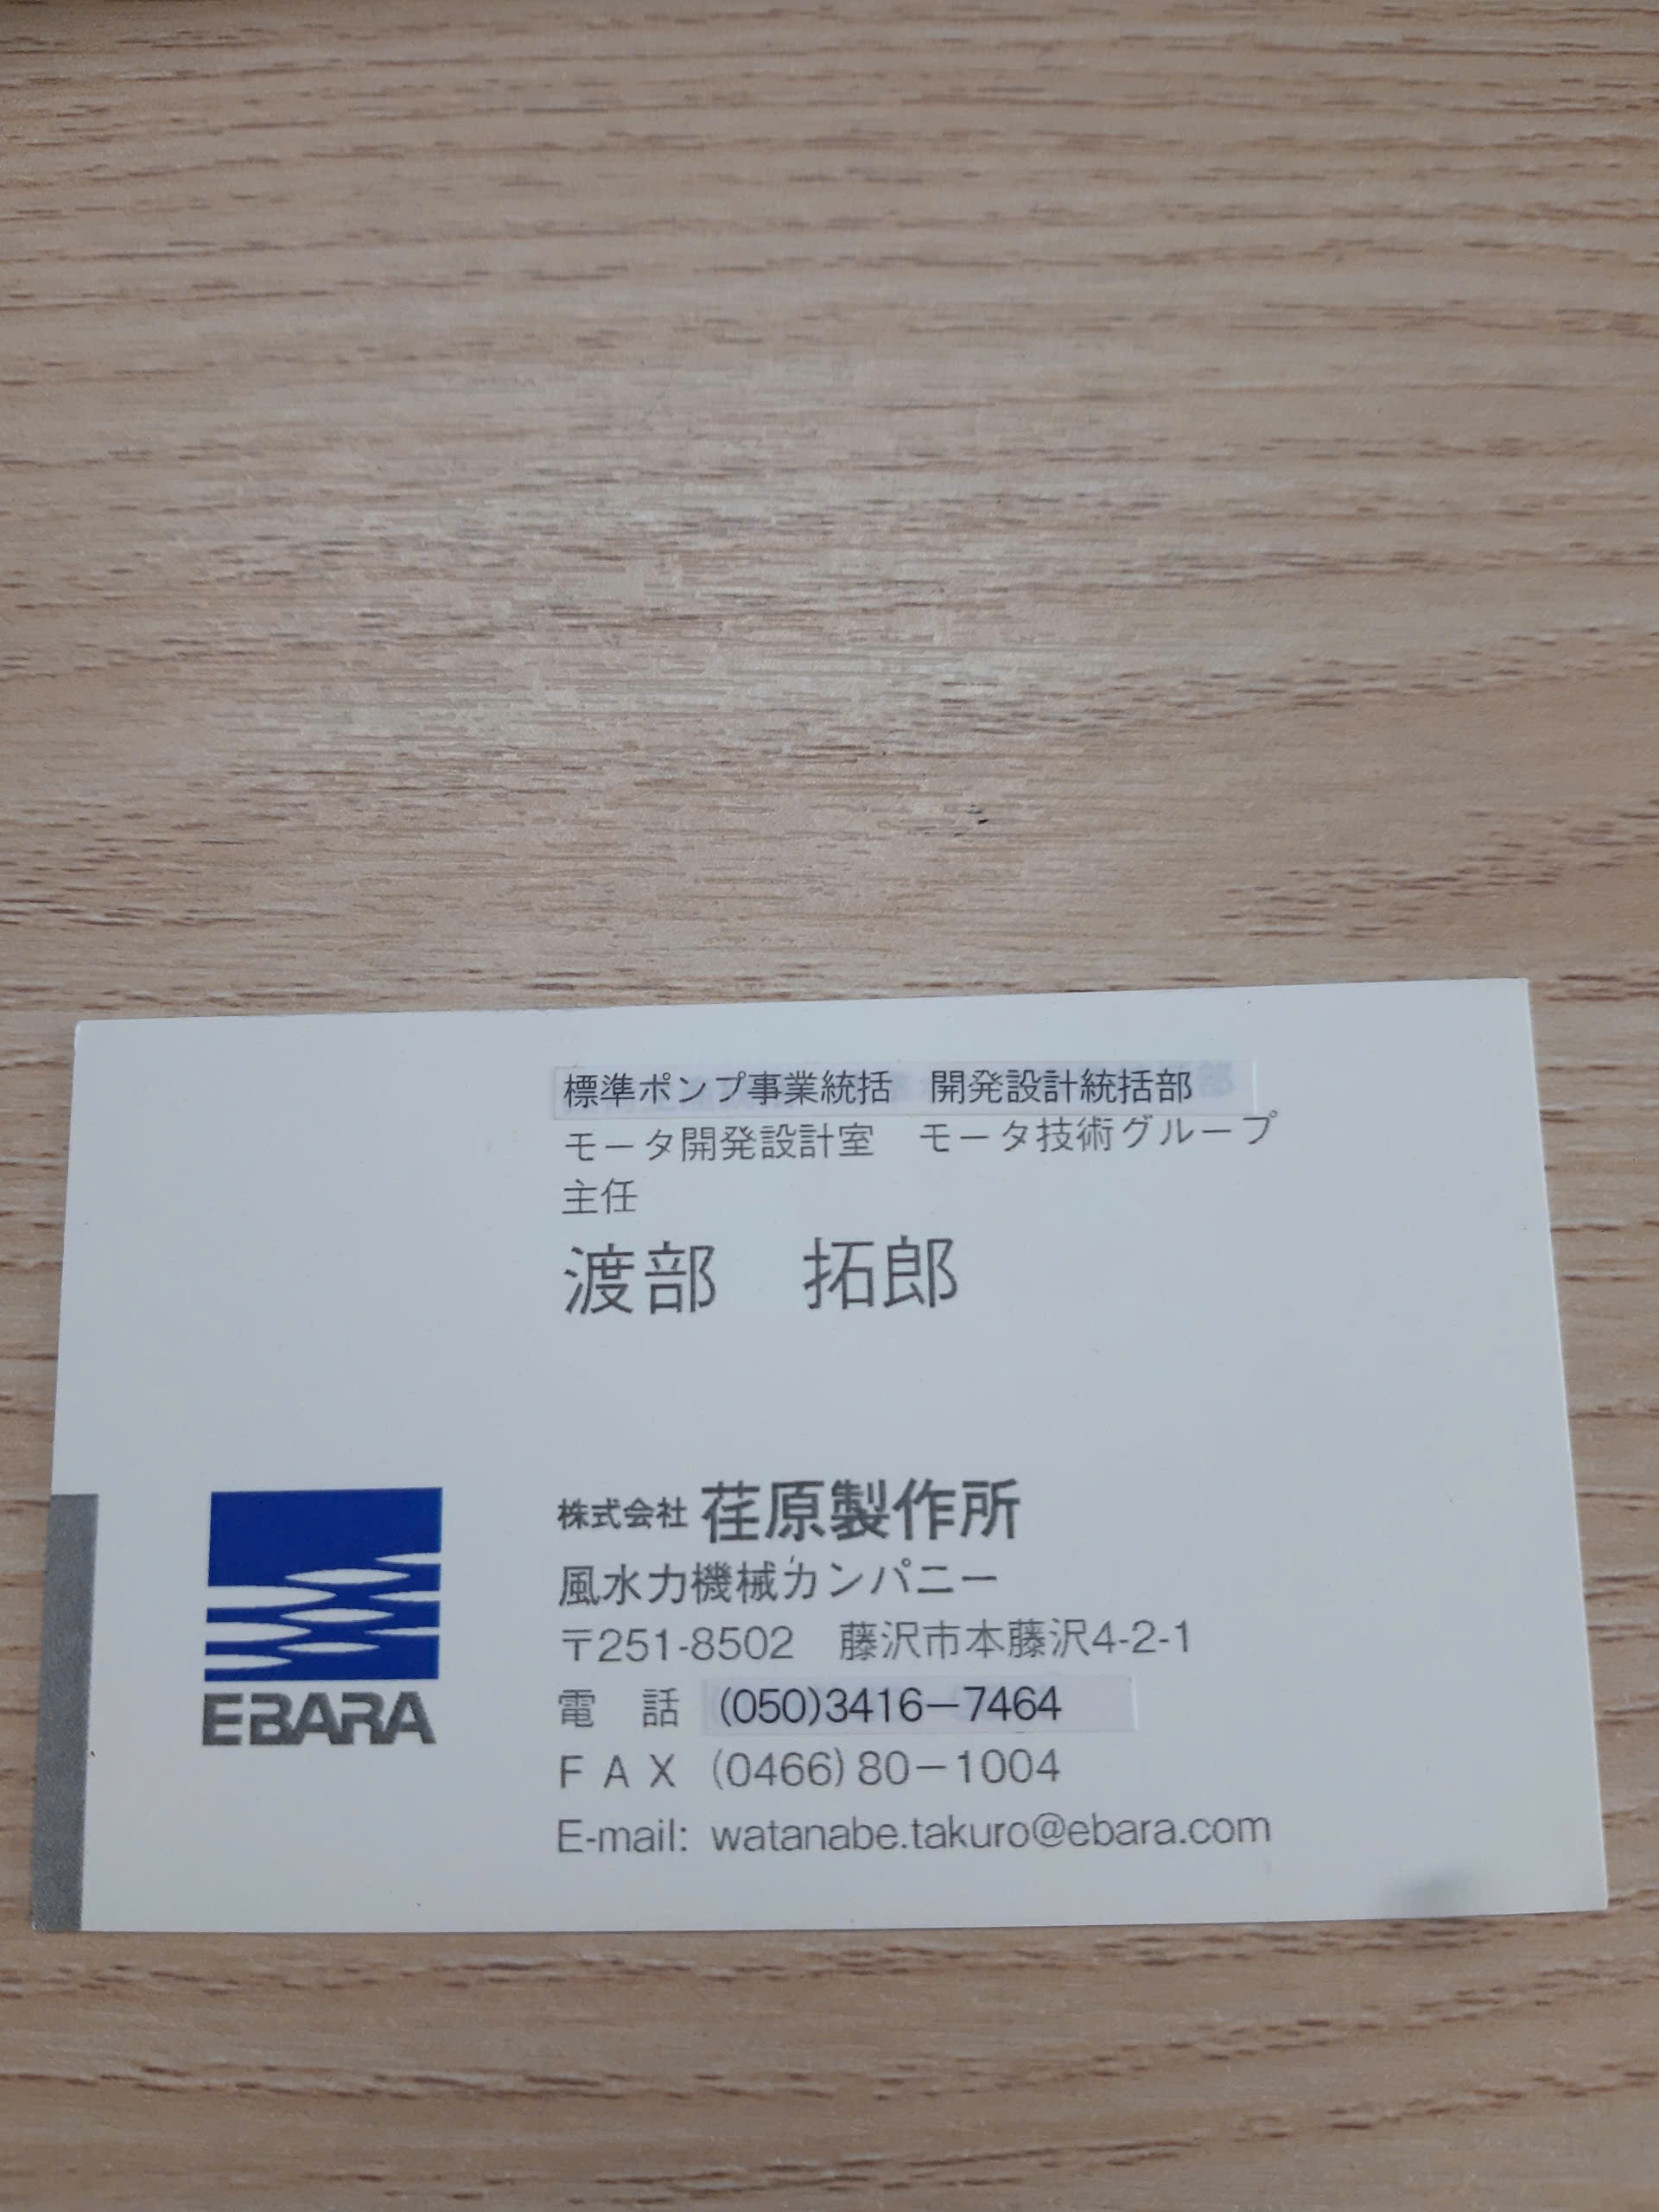 標準ポンプ事業統括　開発設計統括部
モータ開発設計室　モータ技術グループ
主任
渡部　拓郎
株式会社 荏原製作所
風水力機械カンパニー
〒251-8502　藤沢市本藤沢4-2-1
電　話　(050)3416－7464
ＦＡＸ　(0466)80－1004
E-mail: watanabe.takuro@ebara.com
EBARA